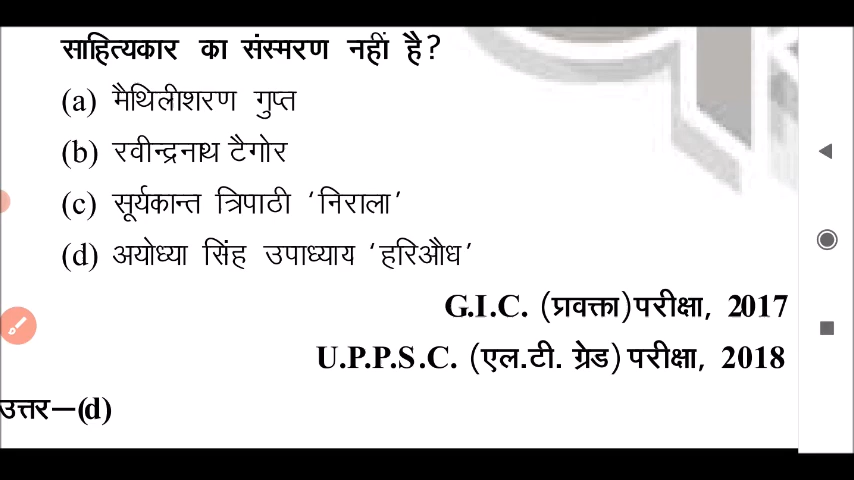 साहित्यकार का संस्मरण नहीं है?
(a) मैथिलीशरण गुप्त
(b) रवीन्द्रनाथ टैगोर
(c) सूर्यकान्त त्रिपाठी ‘निराला’
(d) अयोध्या सिंह उपाध्याय ‘हरिऔध’
G.I.C. (प्रवक्ता) परीक्षा, 2017
U.P.P.S.C. (एल.टी. ग्रेड) परीक्षा, 2018
उत्तर—(d)